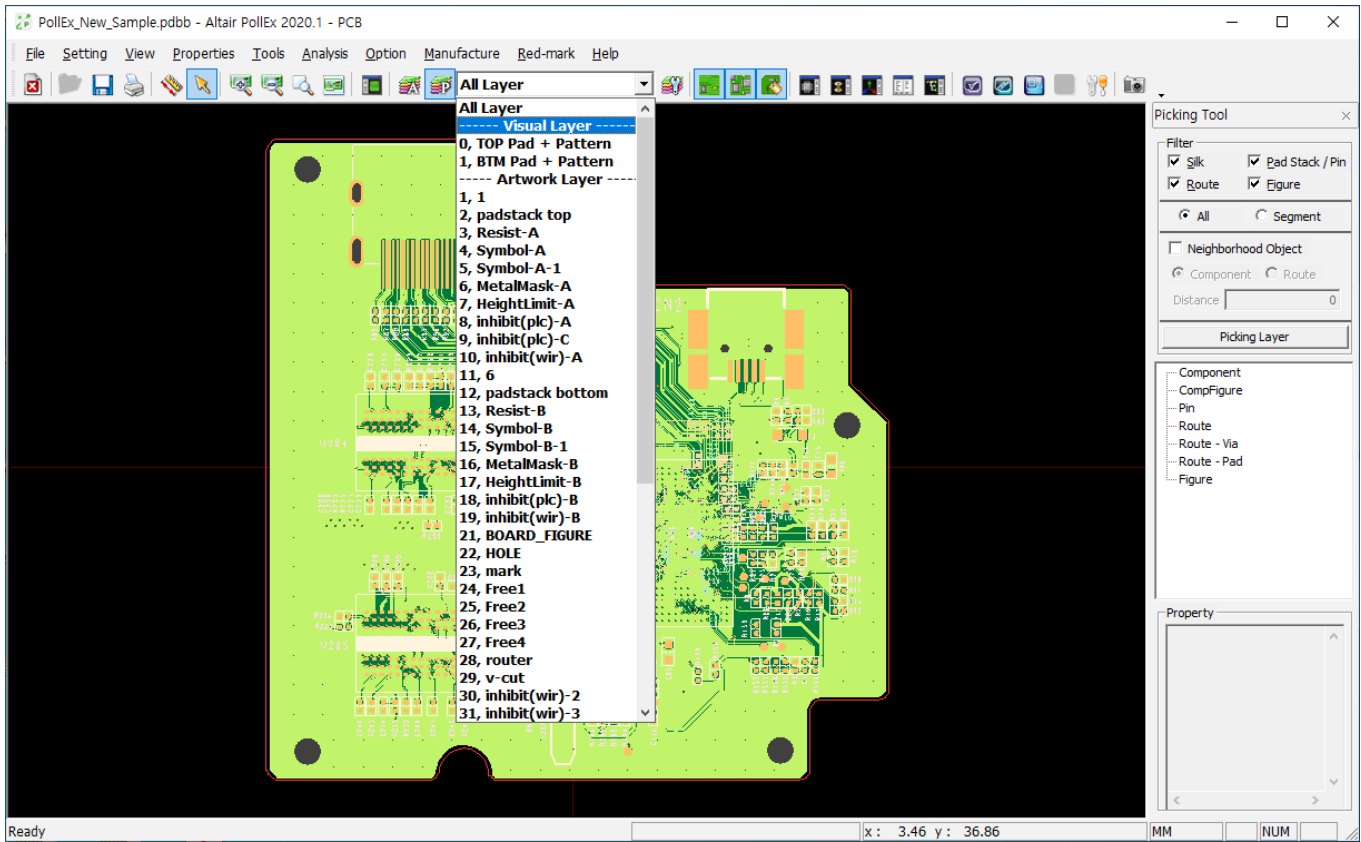 PollEx_New_Sample.pdbb - Altair PollEx 2020.1 - PCB
File Setting View Properties Tools Analysis Option Manufacture Red-mark Help
All Layer
All Layer
------ Visual Layer ------
0, TOP Pad + Pattern
1, BTM Pad + Pattern
----- Artwork Layer -----
1, 1
2, padstack top
3, Resist-A
4, Symbol-A
5, Symbol-A-1
6, MetalMask-A
7, HeightLimit-A
8, inhibit(plc)-A
9, inhibit(plc)-C
10, inhibit(wir)-A
11, 6
12, padstack bottom
13, Resist-B
14, Symbol-B
15, Symbol-B-1
16, MetalMask-B
17, HeightLimit-B
18, inhibit(plc)-B
19, inhibit(wir)-B
21, BOARD_FIGURE
22, HOLE
23, mark
24, Free1
25, Free2
26, Free3
27, Free4
28, router
29, v-cut
30, inhibit(wir)-2
31, inhibit(wir)-3
U204
U205
Picking Tool
Filter
Silk Pad Stack / Pin
Route Figure
All Segment
Neighborhood Object
Component Route
Distance 0
Picking Layer
Component
CompFigure
Pin
Route
Route - Via
Route - Pad
Figure
Property
Ready
x : 3.46 y : 36.86
MM
NUM